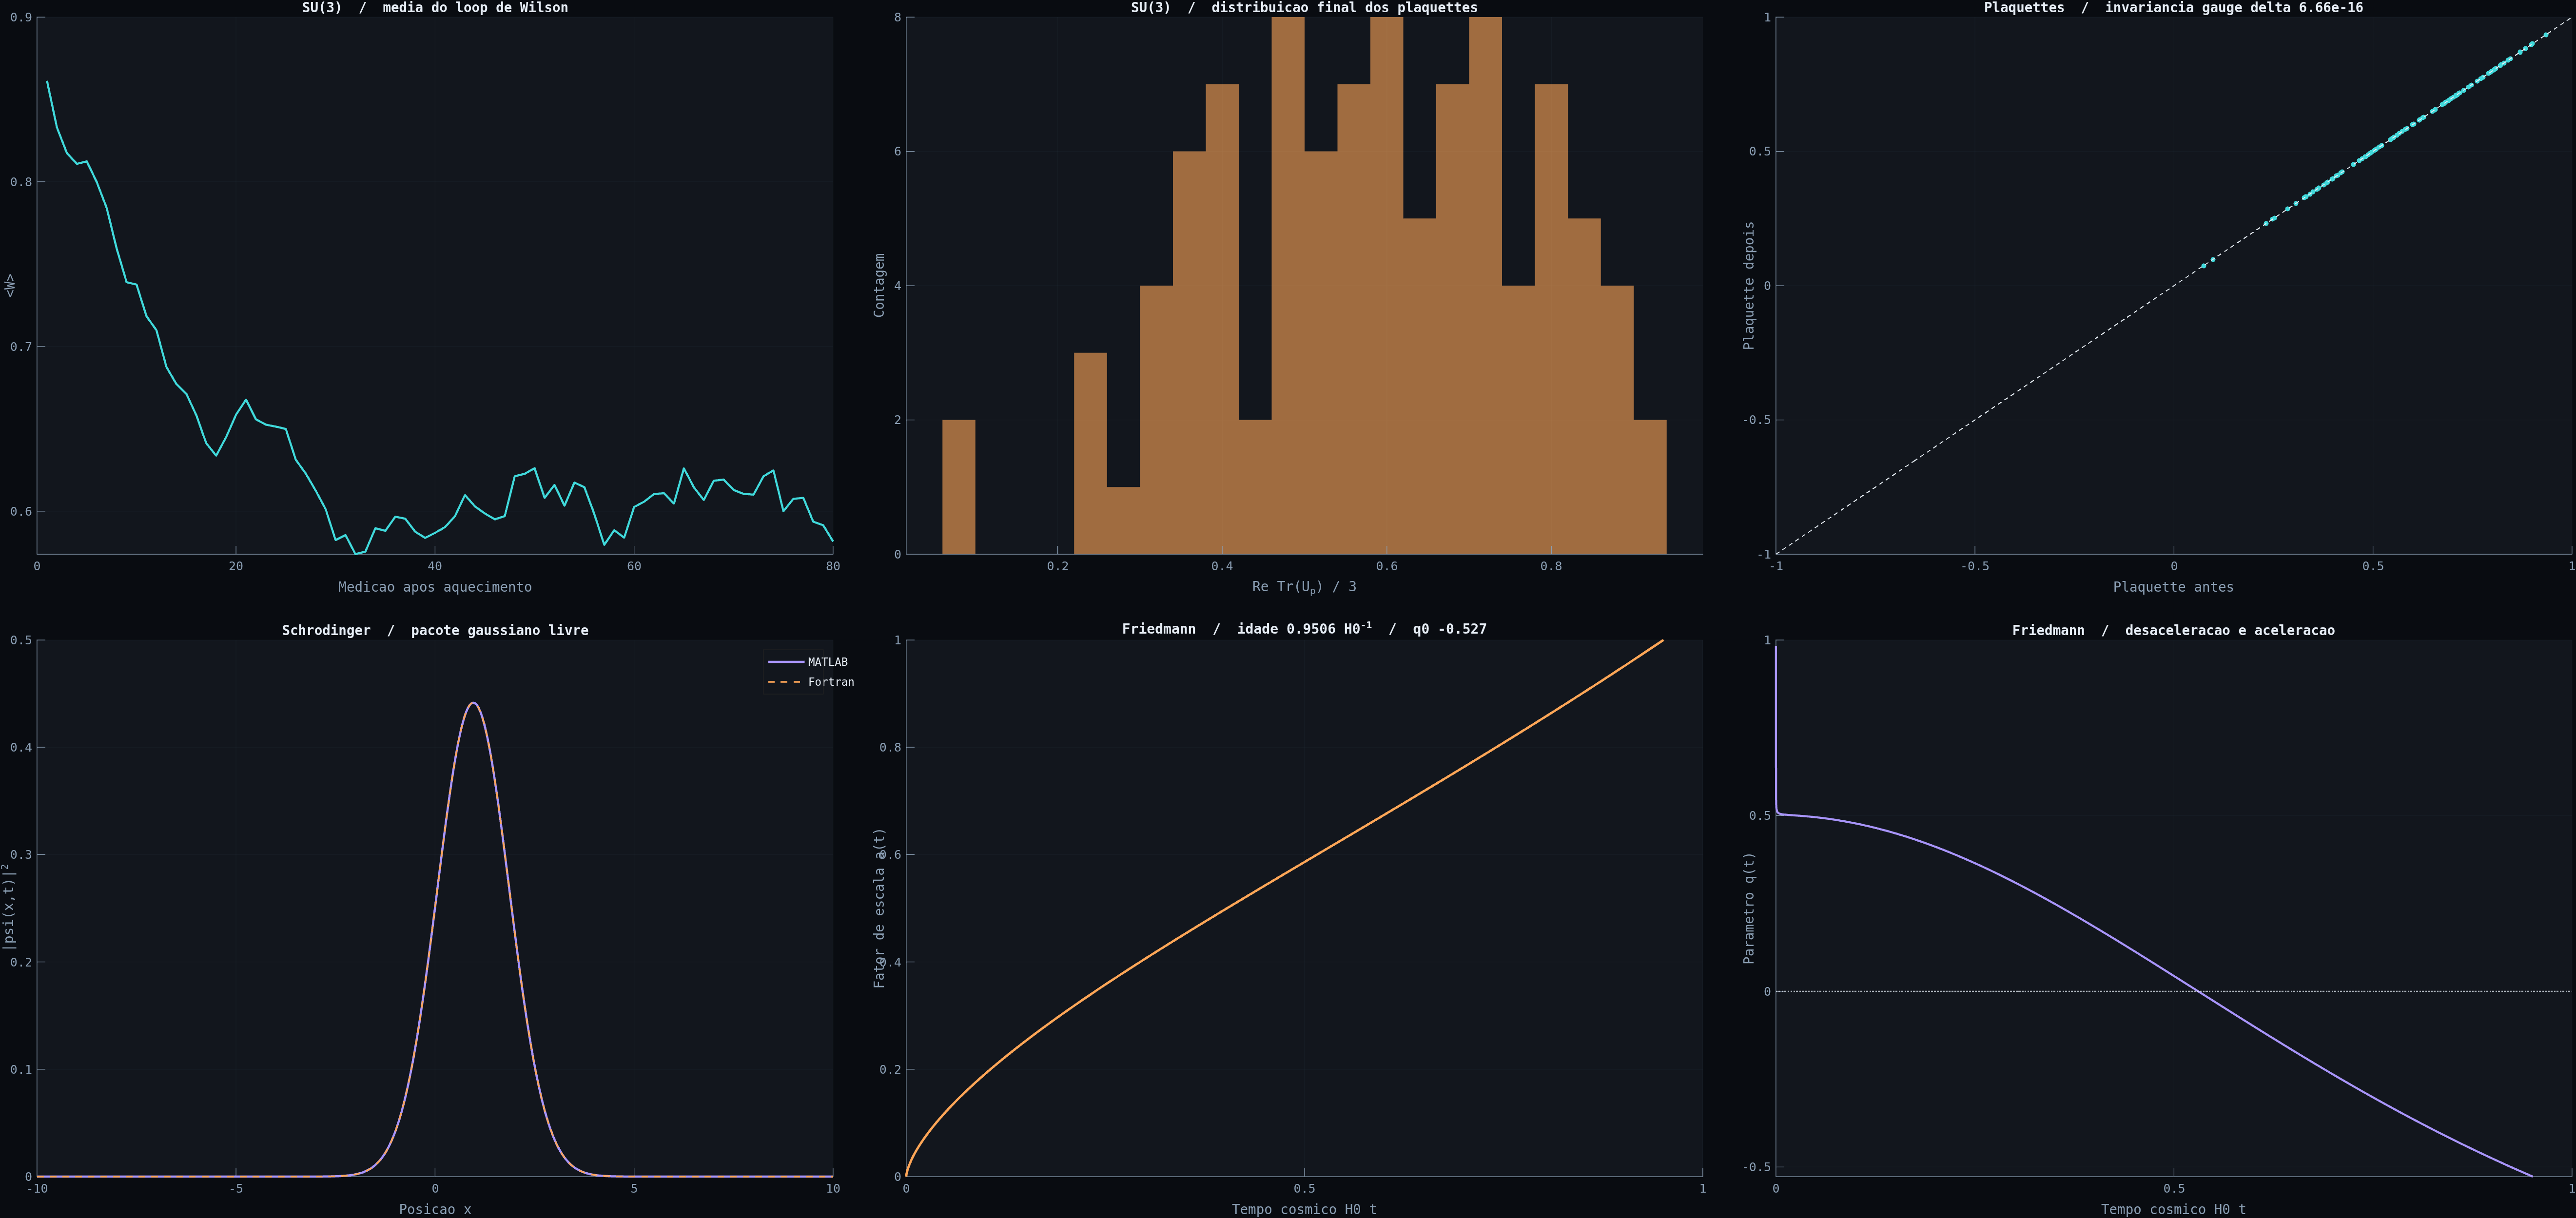 SU(3)  /  media do loop de Wilson
0.9
0.8
0.7
0.6
<W>
0
20
40
60
80
Medicao apos aquecimento
SU(3)  /  distribuicao final dos plaquettes
8
6
4
2
0
Contagem
0.2
0.4
0.6
0.8
Re Tr(Uₚ) / 3
Plaquettes  /  invariancia gauge delta 6.66e-16
1
0.5
0
-0.5
-1
Plaquette depois
-1
-0.5
0
0.5
1
Plaquette antes
Schrodinger  /  pacote gaussiano livre
0.5
0.4
0.3
0.2
0.1
0
|psi(x,t)|²
MATLAB
Fortran
-10
-5
0
5
10
Posicao x
Friedmann  /  idade 0.9506 H0⁻¹  /  q0 -0.527
1
0.8
0.6
0.4
0.2
0
Fator de escala a(t)
0
0.5
1
Tempo cosmico H0 t
Friedmann  /  desaceleracao e aceleracao
1
0.5
0
-0.5
Parametro q(t)
0
0.5
1
Tempo cosmico H0 t